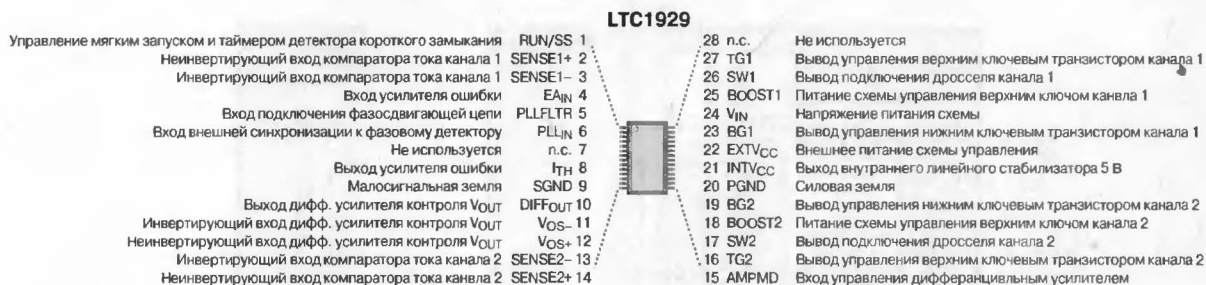 LTC1929
Управление мягким запуском и таймером детектора короткого замыкания RUN/SS 1
Неинвертирующий вход компаратора тока канала 1 SENSE1+ 2
Инвертирующий вход компаратора тока канала 1 SENSE1– 3
Вход усилителя ошибки EAIN 4
Вход подключения фазосдвигающей цепи PLLFLTR 5
Вход внешней синхронизации к фазовому детектору PLLIN 6
Не используется n.c. 7
Выход усилителя ошибки ITH 8
Малосигнальная земля SGND 9
Выход дифф. усилителя контроля VOUT DIFFOUT 10
Инвертирующий вход дифф. усилителя контроля VOUT VOS– 11
Неинвертирующий вход дифф. усилителя контроля VOUT VOS+ 12
Инвертирующий вход компаратора тока канала 2 SENSE2– 13
Неинвертирующий вход компаратора тока канвла 2 SENSE2+ 14
28 n.c. Не используется
27 TG1 Вывод управления верхним ключевым транзистором канала 1
26 SW1 Вывод подключения дросселя канала 1
25 BOOST1 Питание схемы управления верхним ключом канвла 1
24 VIN Напряжение питания схемы
23 BG1 Вывод управления нижним ключевым транзистором канала 1
22 EXTVCC Внешнее питание схемы управления
21 INTVCC Выход внутраннего линейного стабилизатора 5 В
20 PGND Силовая земля
19 BG2 Вывод управления нижним ключевым транзистором канала 2
18 BOOST2 Питание схемы управления верхним ключом канала 2
17 SW2 Вывод подключения дросселя канала 2
16 TG2 Вывод управления верхним ключевым транзистором канала 2
15 AMPMD Вход управления дифферанцивльным усилителем